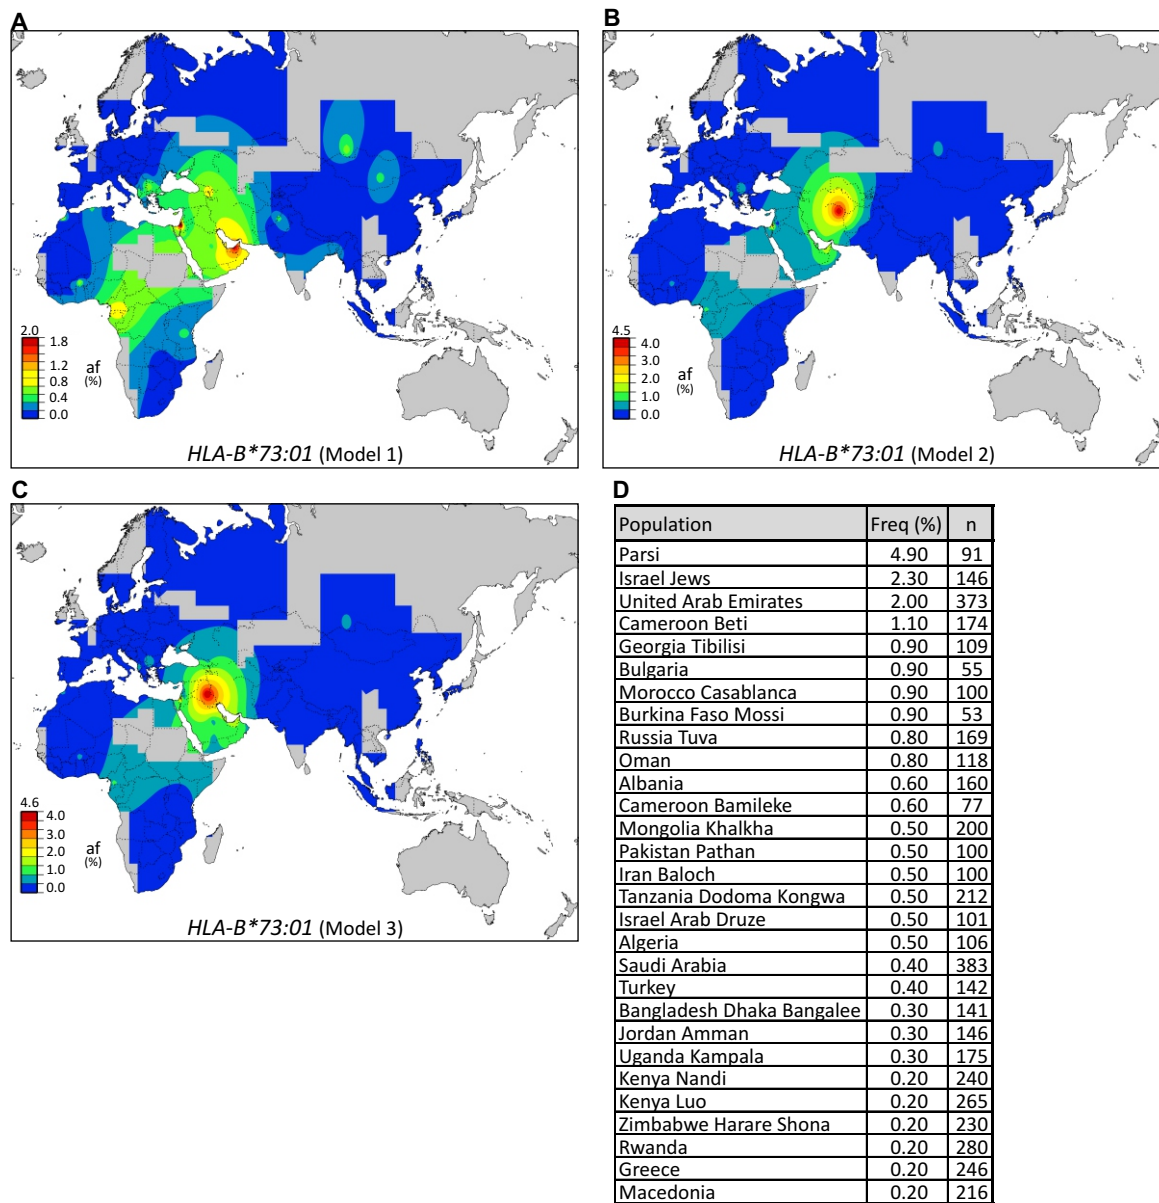 A
2.0
1.8
1.2
0.8
0.4
0.0
af
(%)
HLA-B*73:01 (Model 1)
B
4.5
4.0
2.0
1.0
0.0
af
(%)
HLA-B*73:01 (Model 2)
C
4.6
4.0
3.0
2.0
1.0
0.0
af
(%)
HLA-B*73:01 (Model 3)
D
Population Freq (%) n
Parsi 4.90 91
Israel Jews 2.30 146
United Arab Emirates 2.00 373
Cameroon Beti 1.10 174
Georgia Tibilisi 0.90 109
Bulgaria 0.90 55
Morocco Casablanca 0.90 100
Burkina Faso Mossi 0.90 53
Russia Tuva 0.80 169
Oman 0.80 118
Albania 0.60 160
Cameroon Bamileke 0.60 77
Mongolia Khalkha 0.50 200
Pakistan Pathan 0.50 100
Iran Baloch 0.50 100
Tanzania Dodoma Kongwa 0.50 212
Israel Arab Druze 0.50 101
Algeria 0.50 106
Saudi Arabia 0.40 383
Turkey 0.40 142
Bangladesh Dhaka Bangalee 0.30 141
Jordan Amman 0.30 146
Uganda Kampala 0.30 175
Kenya Nandi 0.20 240
Kenya Luo 0.20 265
Zimbabwe Harare Shona 0.20 230
Rwanda 0.20 280
Greece 0.20 246
Macedonia 0.20 216